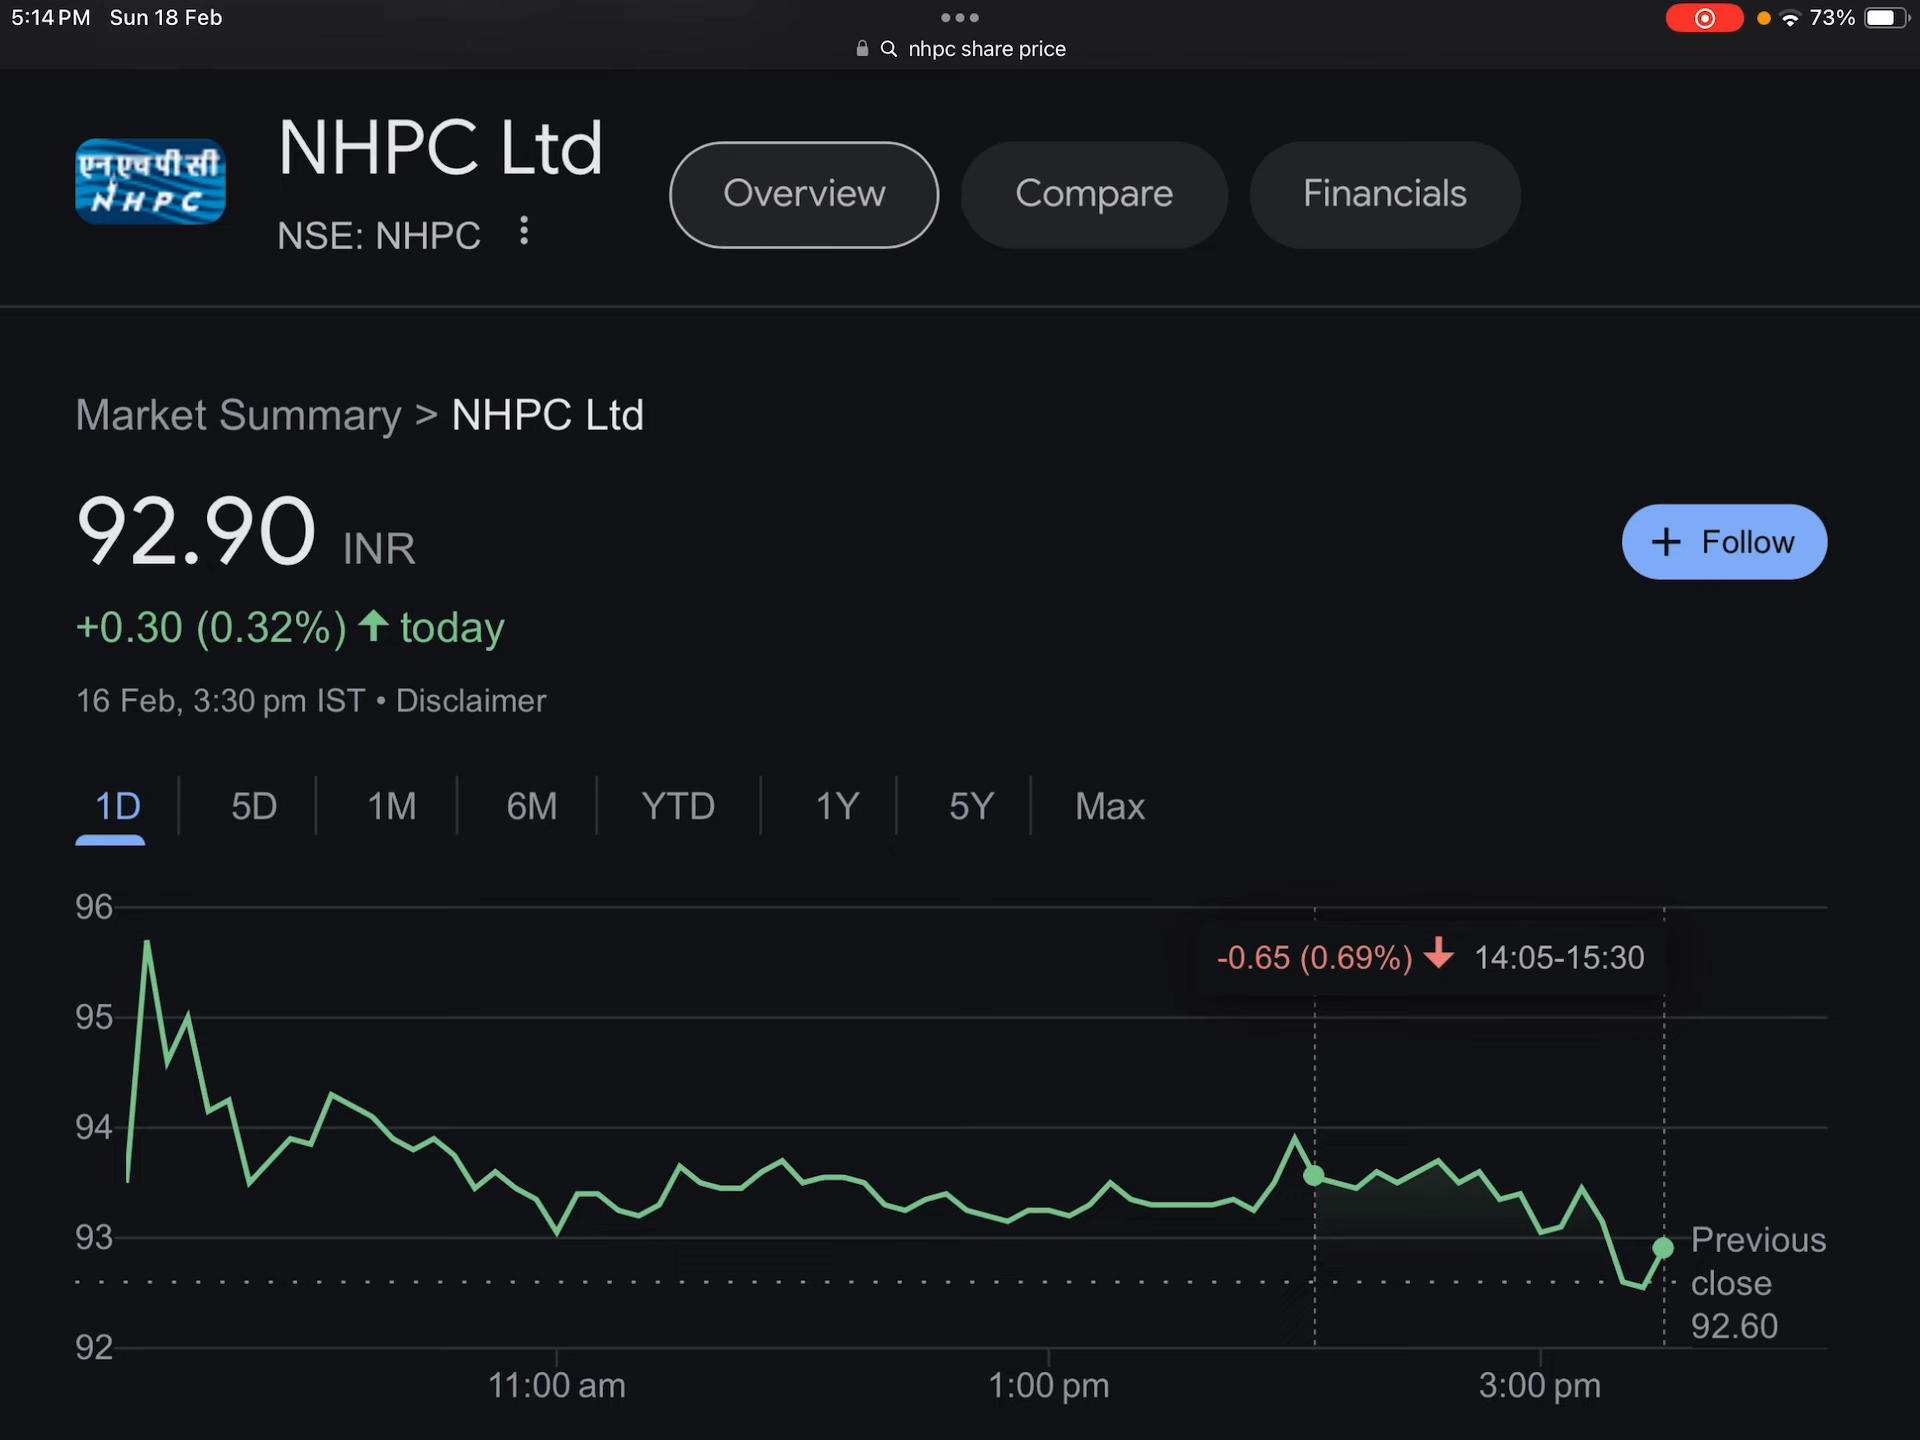 5:14 PM Sun 18 Feb
73%
nhpc share price
एनएचपीसी
NHPC
NHPC Ltd
NSE: NHPC
Overview
Compare
Financials
Market Summary > NHPC Ltd
92.90 INR
+ Follow
+0.30 (0.32%) ↑ today
16 Feb, 3:30 pm IST • Disclaimer
1D 5D 1M 6M YTD 1Y 5Y Max
96
-0.65 (0.69%) ↓ 14:05-15:30
95
94
93
Previous
close
92.60
92
11:00 am 1:00 pm 3:00 pm